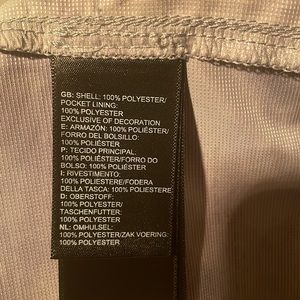 GB: SHELL: 100% POLYESTER/
POCKET LINING:
100% POLYESTER
EXCLUSIVE OF DECORATION
E: ARMAZÓN: 100% POLIÉSTER/
FORRO DEL BOLSILLO:
100% POLIÉSTER
P: TECIDO PRINCIPAL:
100% POLIÉSTER/FORRO DO
BOLSO: 100% POLIÉSTER
I: RIVESTIMENTO:
100% POLIESTERE/FODERA
DELLA TASCA: 100% POLIESTERE
D: OBERSTOFF:
100% POLYESTER/
TASCHENFUTTER:
100% POLYESTER
NL: OMHULSEL:
100% POLYESTER/ZAK VOERING:
100% POLYESTER